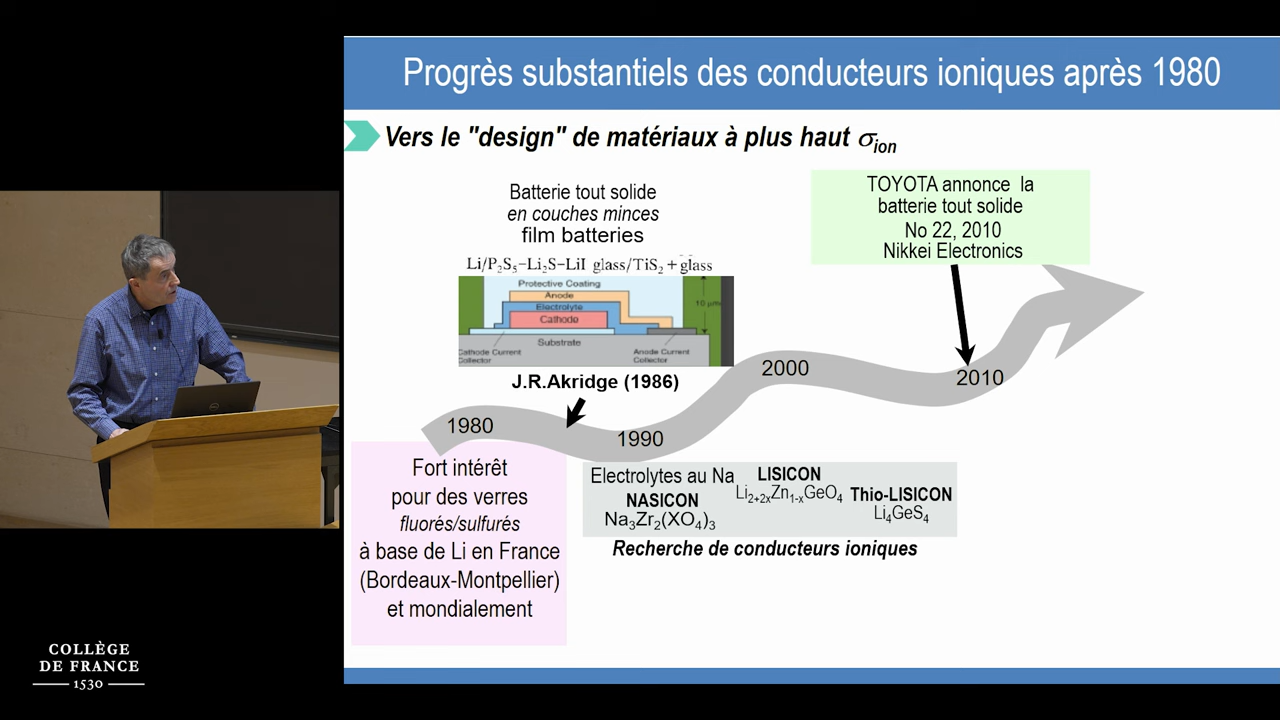 Progrès substantiels des conducteurs ioniques après 1980
Vers le "design" de matériaux à plus haut σion
Batterie tout solide
en couches minces
film batteries
Li/P2S5−Li2S−LiI glass/TiS2 + glass
Protective Coating
Anode
Electrolyte
Cathode
Substrate
10 μm
Cathode Current
Collector
Anode Current
Collector
J.R.Akridge (1986)
TOYOTA annonce la
batterie tout solide
No 22, 2010
Nikkei Electronics
1980
1990
2000
2010
Fort intérêt
pour des verres
fluorés/sulfurés
à base de Li en France
(Bordeaux-Montpellier)
et mondialement
Electrolytes au Na
NASICON
Na3Zr2(XO4)3
LISICON
Li2+2xZn1-xGeO4
Thio-LISICON
Li4GeS4
Recherche de conducteurs ioniques
COLLÈGE
DE FRANCE
1530